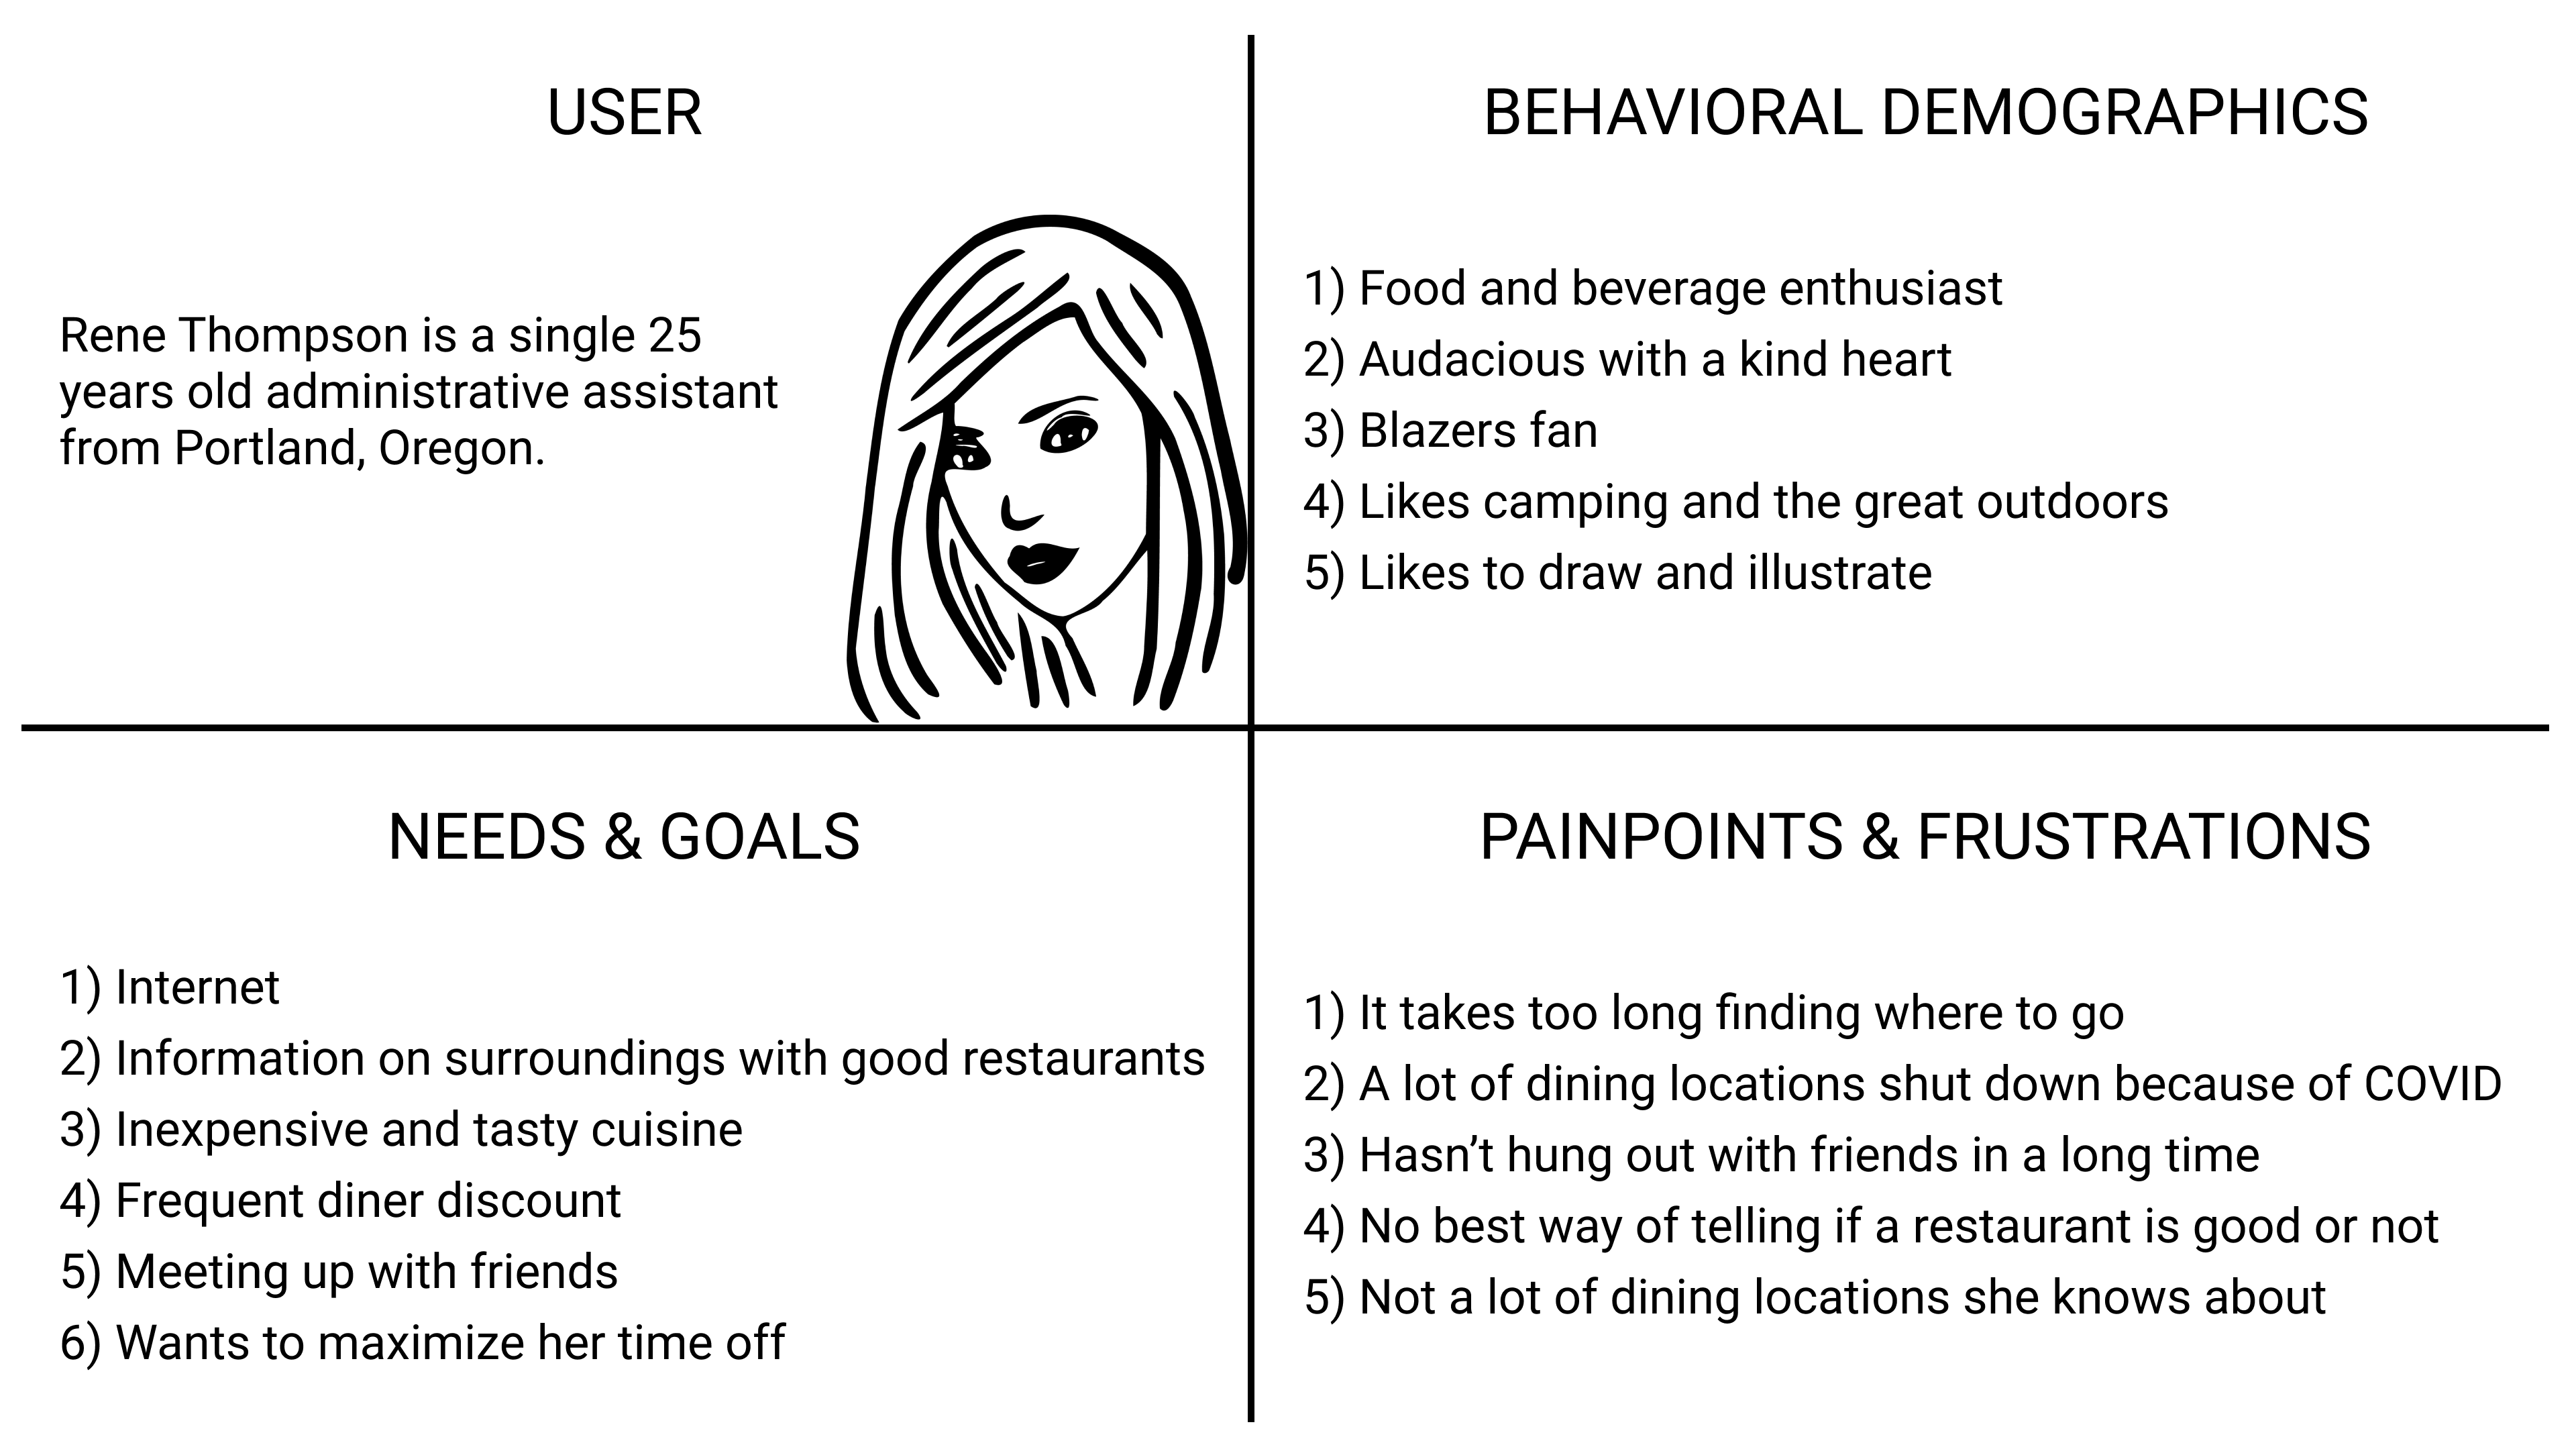 USER
Rene Thompson is a single 25
years old administrative assistant
from Portland, Oregon.
BEHAVIORAL DEMOGRAPHICS
1) Food and beverage enthusiast
2) Audacious with a kind heart
3) Blazers fan
4) Likes camping and the great outdoors
5) Likes to draw and illustrate
NEEDS & GOALS
1) Internet
2) Information on surroundings with good restaurants
3) Inexpensive and tasty cuisine
4) Frequent diner discount
5) Meeting up with friends
6) Wants to maximize her time off
PAINPOINTS & FRUSTRATIONS
1) It takes too long finding where to go
2) A lot of dining locations shut down because of COVID
3) Hasn’t hung out with friends in a long time
4) No best way of telling if a restaurant is good or not
5) Not a lot of dining locations she knows about